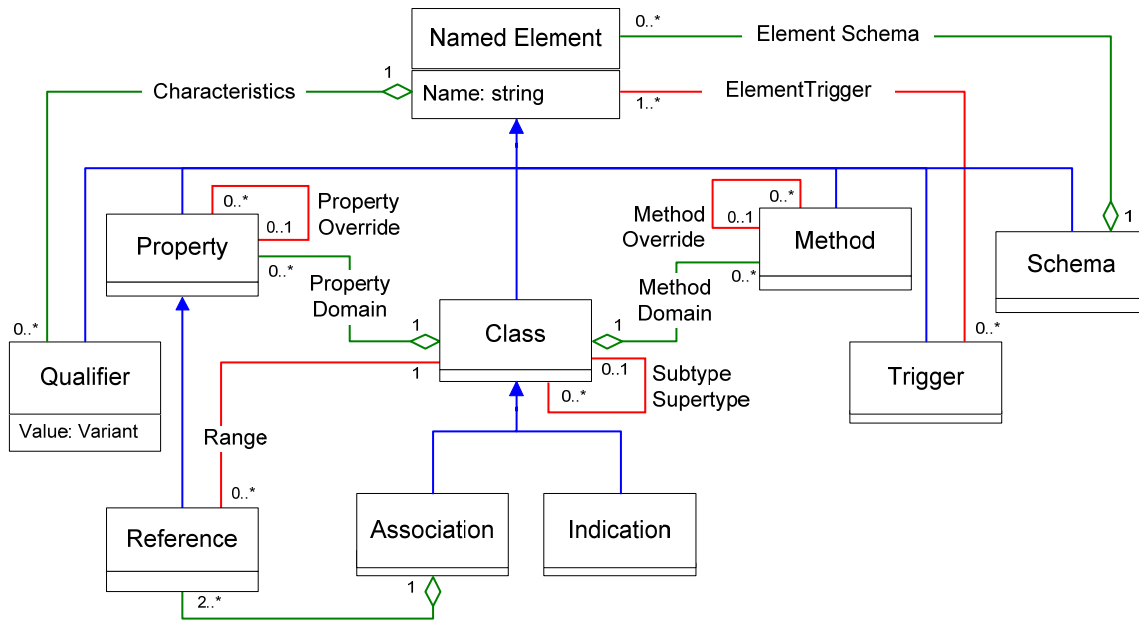 Named Element
0..*
Element Schema
1
Characteristics
Name: string
1..*
ElementTrigger
0..*
0..1
Property
Override
Property
0..*
Property
Domain
Method
Override
0..*
0..1
Method
0..*
Method
Domain
1
Schema
1
Class
1
0..*
Qualifier
Value: Variant
1
0..1
0..*
Subtype
Supertype
0..*
Trigger
Range
0..*
Reference
Association
Indication
2..*
1